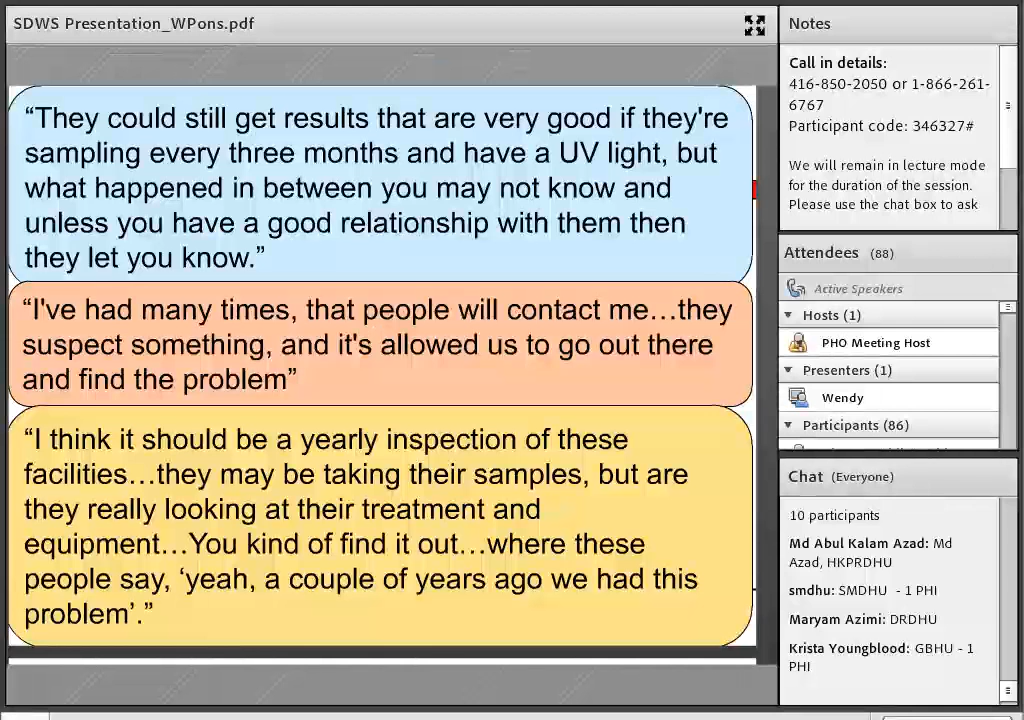 SDWS Presentation_WPons.pdf
“They could still get results that are very good if they're
sampling every three months and have a UV light, but
what happened in between you may not know and
unless you have a good relationship with them then
they let you know.”
“I've had many times, that people will contact me…they
suspect something, and it's allowed us to go out there
and find the problem”
“I think it should be a yearly inspection of these
facilities…they may be taking their samples, but are
they really looking at their treatment and
equipment…You kind of find it out…where these
people say, ‘yeah, a couple of years ago we had this
problem’.”
Notes
Call in details:
416-850-2050 or 1-866-261-
6767
Participant code: 346327#
We will remain in lecture mode
for the duration of the session.
Please use the chat box to ask
Attendees (88)
Active Speakers
Hosts (1)
PHO Meeting Host
Presenters (1)
Wendy
Participants (86)
Chat (Everyone)
10 participants
Md Abul Kalam Azad: Md
Azad, HKPRDHU
smdhu: SMDHU - 1 PHI
Maryam Azimi: DRDHU
Krista Youngblood: GBHU - 1
PHI